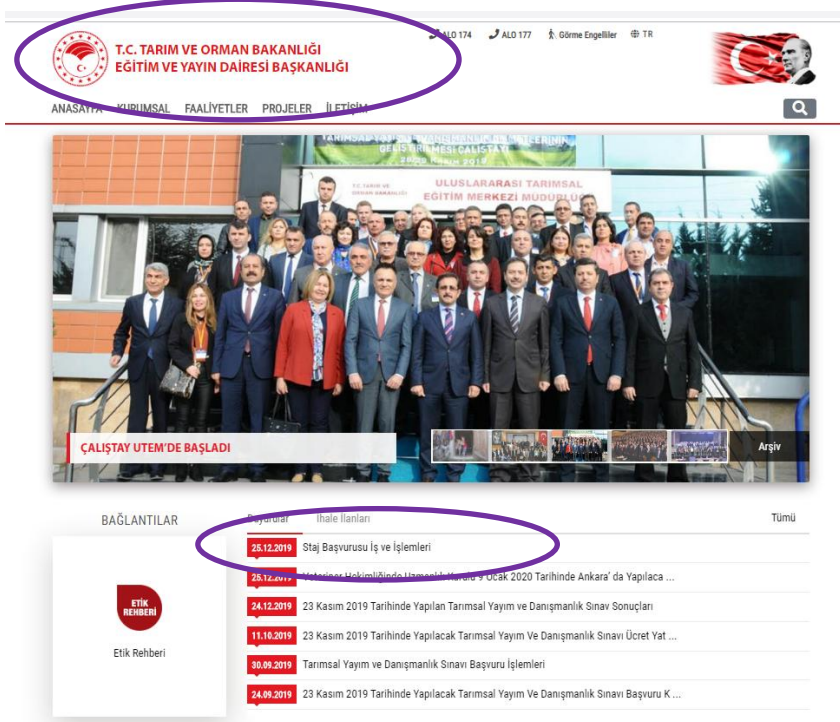 ALO 174 ALO 177 Görme Engelliler TR
T.C. TARIM VE ORMAN BAKANLIĞI
EĞİTİM VE YAYIN DAİRESİ BAŞKANLIĞI
ANASAYFA KURUMSAL FAALİYETLER PROJELER İLETİŞİM
GELİŞTİRİLMESİ ÇALIŞTAYI
T.C. TARIM VE
ORMAN BAKANLIĞI
ULUSLARARASI TARIMSAL
EĞİTİM MERKEZİ MÜDÜRLÜĞÜ
ÇALIŞTAY UTEM'DE BAŞLADI
Arşiv
BAĞLANTILAR
Duyurular İhale İlanları Tümü
25.12.2019 Staj Başvurusu İş ve İşlemleri
25.12.2019 Veteriner Hekimliğinde Uzmanlık Kurulu 9 Ocak 2020 Tarihinde Ankara' da Yapılaca ...
24.12.2019 23 Kasım 2019 Tarihinde Yapılan Tarımsal Yayım ve Danışmanlık Sınav Sonuçları
11.10.2019 23 Kasım 2019 Tarihinde Yapılacak Tarımsal Yayım Ve Danışmanlık Sınavı Ücret Yat ...
30.09.2019 Tarımsal Yayım ve Danışmanlık Sınavı Başvuru İşlemleri
24.09.2019 23 Kasım 2019 Tarihinde Yapılacak Tarımsal Yayım Ve Danışmanlık Sınavı Başvuru K ...
ETİK
REHBERİ
Etik Rehberi